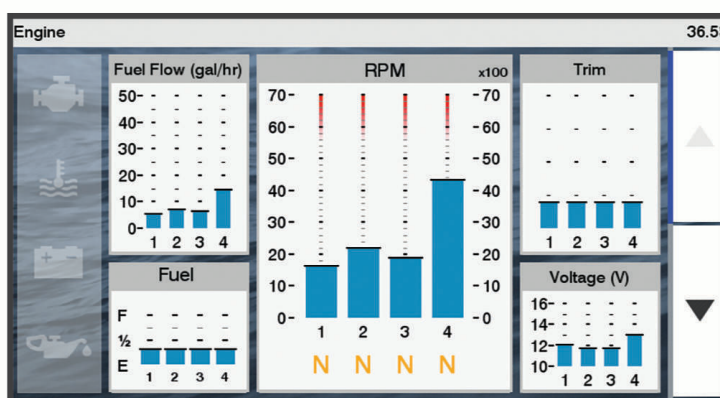 Engine
36.5
Fuel Flow (gal/hr)
50-
40-
30-
20-
10-
0-
1 2 3 4
RPM
x100
70- -70
60- -60
50- -50
40- -40
30- -30
20- -20
10- -10
0- -0
1 2 3 4
N N N N
Trim
1 2 3 4
Fuel
F
½
E
1 2 3 4
Voltage (V)
16-
14-
12-
10-
1 2 3 4